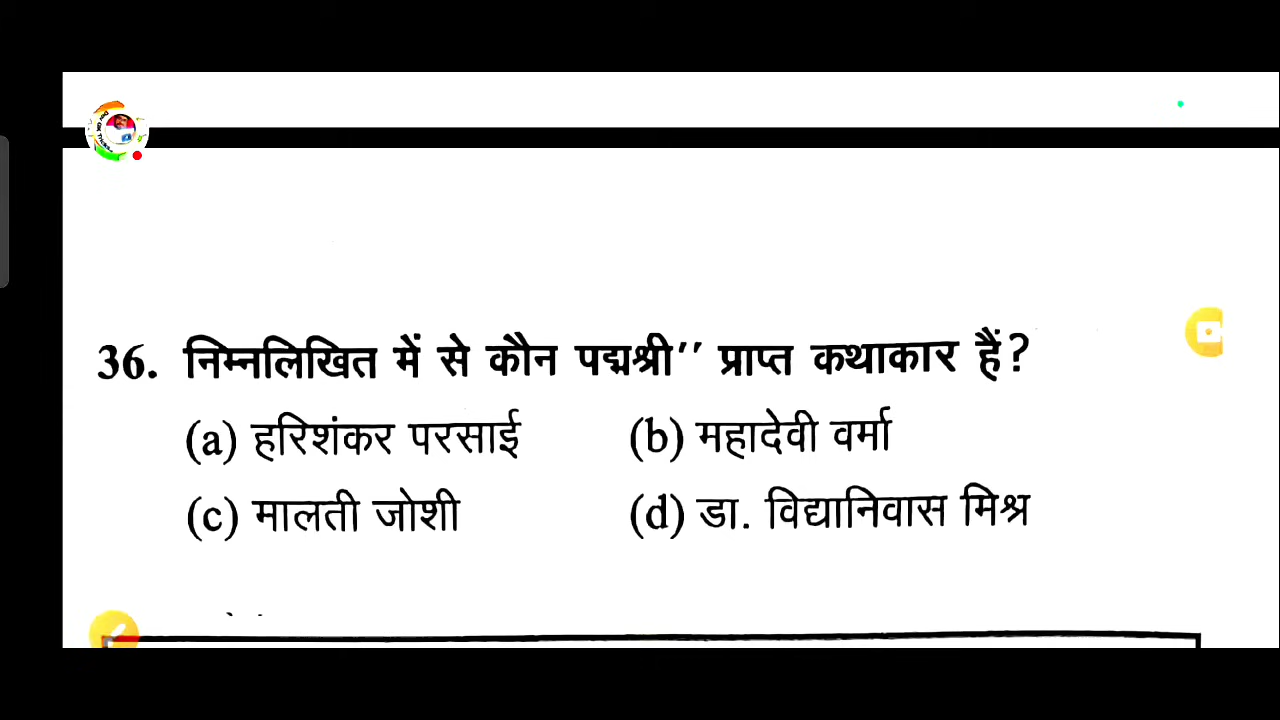 36. निम्नलिखित में से कौन पद्मश्री'' प्राप्त कथाकार हैं?
(a) हरिशंकर परसाई (b) महादेवी वर्मा
(c) मालती जोशी (d) डा. विद्यानिवास मिश्र